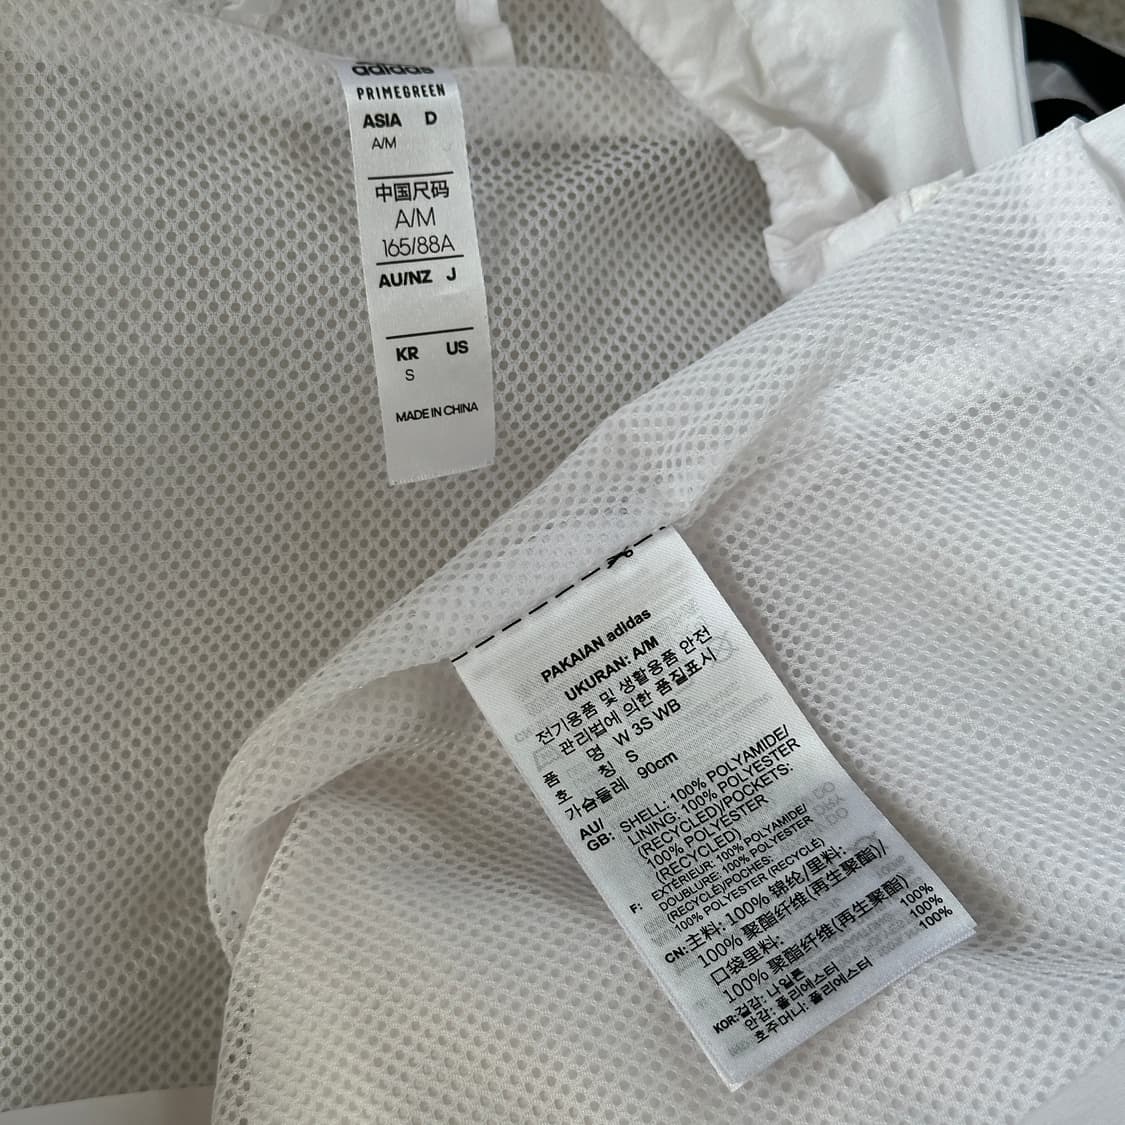 adidas
PRIMEGREEN
ASIA D
A/M
中国尺码
A/M
165/88A
AU/NZ J
KR US
S
MADE IN CHINA
PAKAIAN adidas
UKURAN: A/M
전기용품 및 생활용품 안전
관리법에 의한 품질표시
품 명 W 3S WB
호 칭 S
가슴둘레 90cm
AU/
GB: SHELL: 100% POLYAMIDE/
LINING: 100% POLYESTER
(RECYCLED)/POCKETS:
100% POLYESTER
(RECYCLED)
F: EXTÉRIEUR: 100% POLYAMIDE/
DOUBLURE: 100% POLYESTER
(RECYCLÉ)/POCHES:
100% POLYESTER (RECYCLÉ)
CN:主料: 100% 锦纶/里料:
100% 聚酯纤维(再生聚酯)/
口袋里料:
100% 聚酯纤维(再生聚酯)
KOR:겉감: 나일론 100%
안감: 폴리에스터 100%
호주머니: 폴리에스터 100%